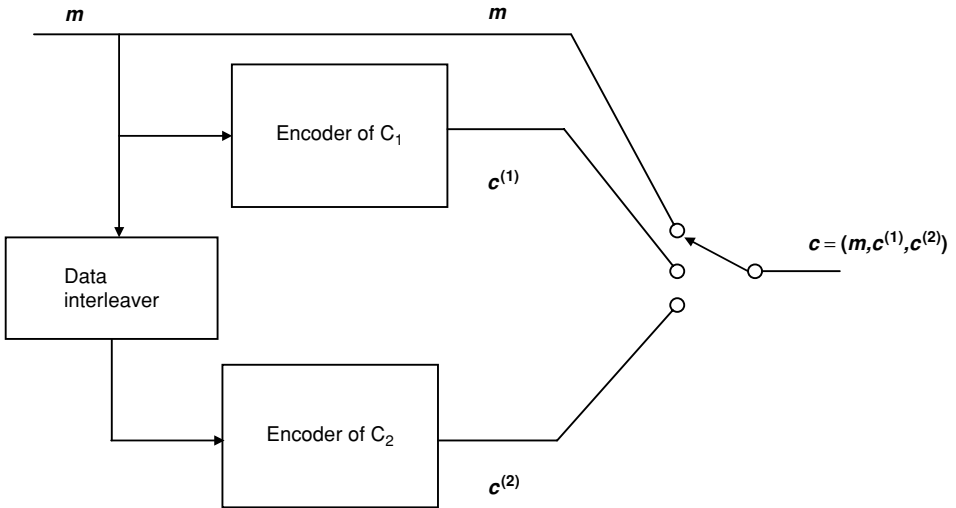 m
m
Encoder of C₁
c⁽¹⁾
c = (m,c⁽¹⁾,c⁽²⁾)
Data
interleaver
Encoder of C₂
c⁽²⁾